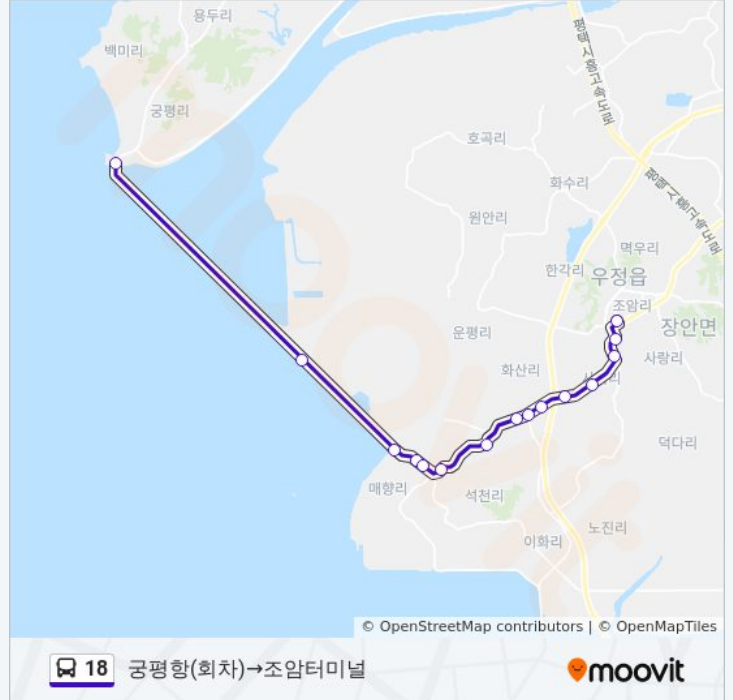 용두리
백미리
궁평리
평택시흥고속도로
호곡리
화수리
평택시흥고속도로
원안리
멱우리
한각리
우정읍
조암리
장안면
운평리
사랑리
화산리
덕다리
매향리
석천리
노진리
이화리
© OpenStreetMap contributors | © OpenMapTiles
18 궁평항(회차)→조암터미널
moovit